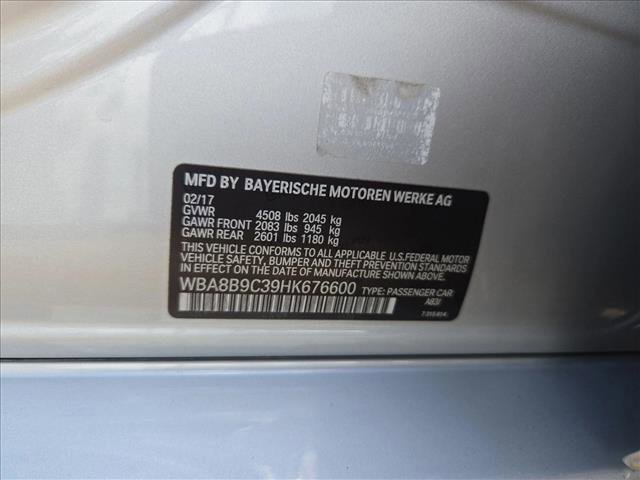 MFD BY BAYERISCHE MOTOREN WERKE AG
02/17
GVWR 4508 lbs 2045 kg
GAWR FRONT 2083 lbs 945 kg
GAWR REAR 2601 lbs 1180 kg
THIS VEHICLE CONFORMS TO ALL APPLICABLE U.S.FEDERAL MOTOR
VEHICLE SAFETY, BUMPER, AND THEFT PREVENTION STANDARDS
IN EFFECT ON THE DATE OF MANUFACTURE SHOWN ABOVE.
WBA8B9C39HK676600 TYPE: PASSENGER CAR
A83I